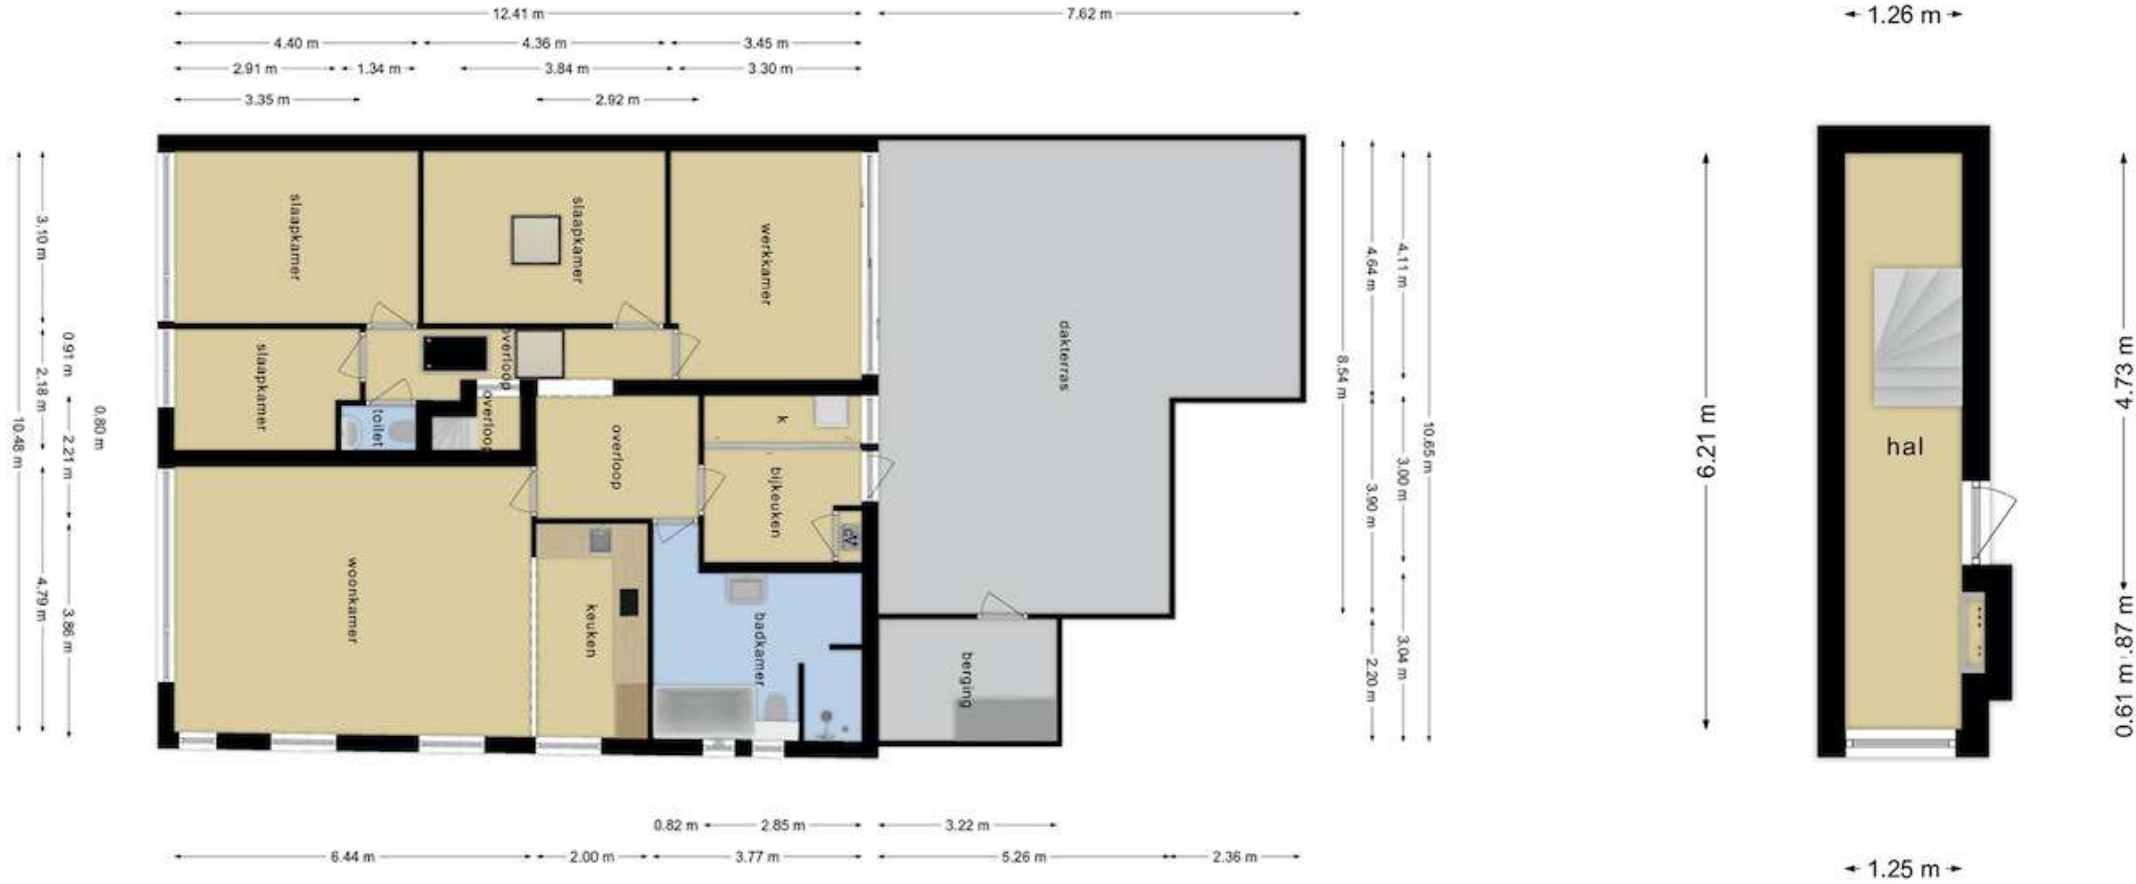 12.41 m
7.62 m
1.26 m
4.40 m
4.36 m
3.45 m
2.91 m
1.34 m
3.84 m
3.30 m
3.35 m
2.92 m
slaapkamer
slaapkamer
werkkamer
dakterras
slaapkamer
toilet
overloop
overloop
overloop
k
bijkeuken
CV
woonkamer
keuken
badkamer
berging
hal
3.10 m
0.91 m
2.18 m
0.80 m
10.48 m
2.21 m
4.79 m
3.86 m
4.64 m
4.11 m
8.54 m
10.65 m
3.00 m
3.90 m
3.04 m
2.20 m
6.21 m
4.73 m
0.61 m
.87 m
0.82 m
2.85 m
3.22 m
6.44 m
2.00 m
3.77 m
5.26 m
2.36 m
1.25 m